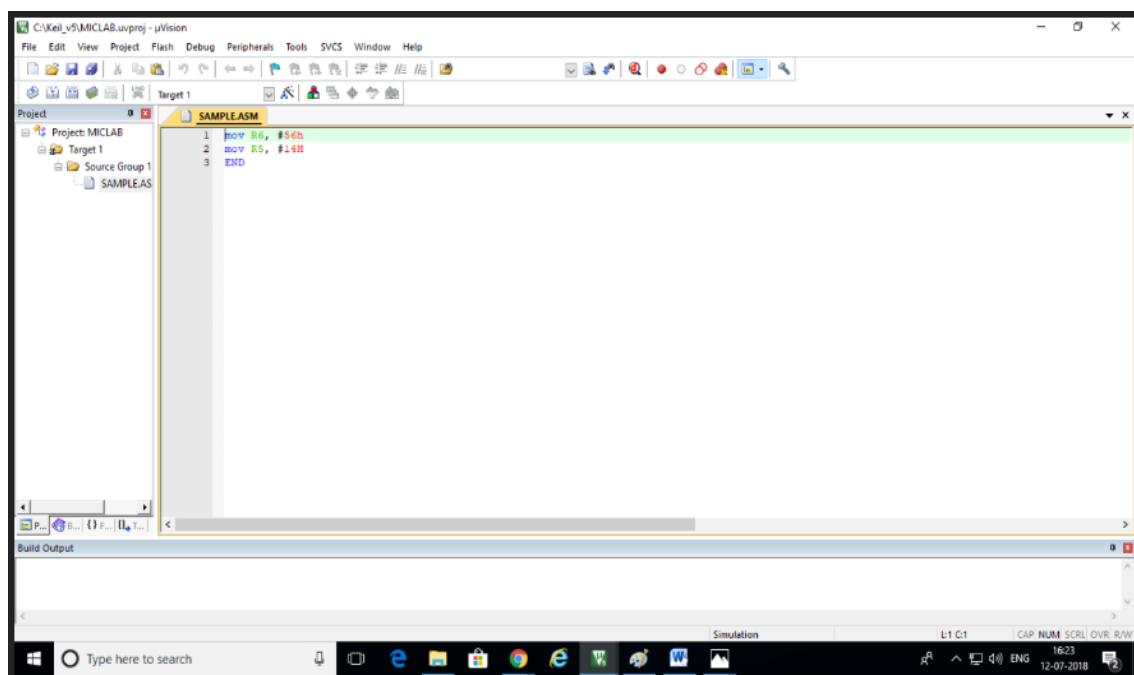 C:\Keil_v5\MICLAB.uvproj - µVision
File Edit View Project Flash Debug Peripherals Tools SVCS Window Help
Target 1
Project
SAMPLE.ASM
Project: MICLAB
Target 1
Source Group 1
SAMPLE.AS
1 mov R6, #56h
2 mov R5, #14H
3 END
P... B... {} F... 0 T...
Build Output
Simulation L:1 C:1 CAP NUM SCRL OVR R/W
Type here to search
ENG
16:23
12-07-2018
2